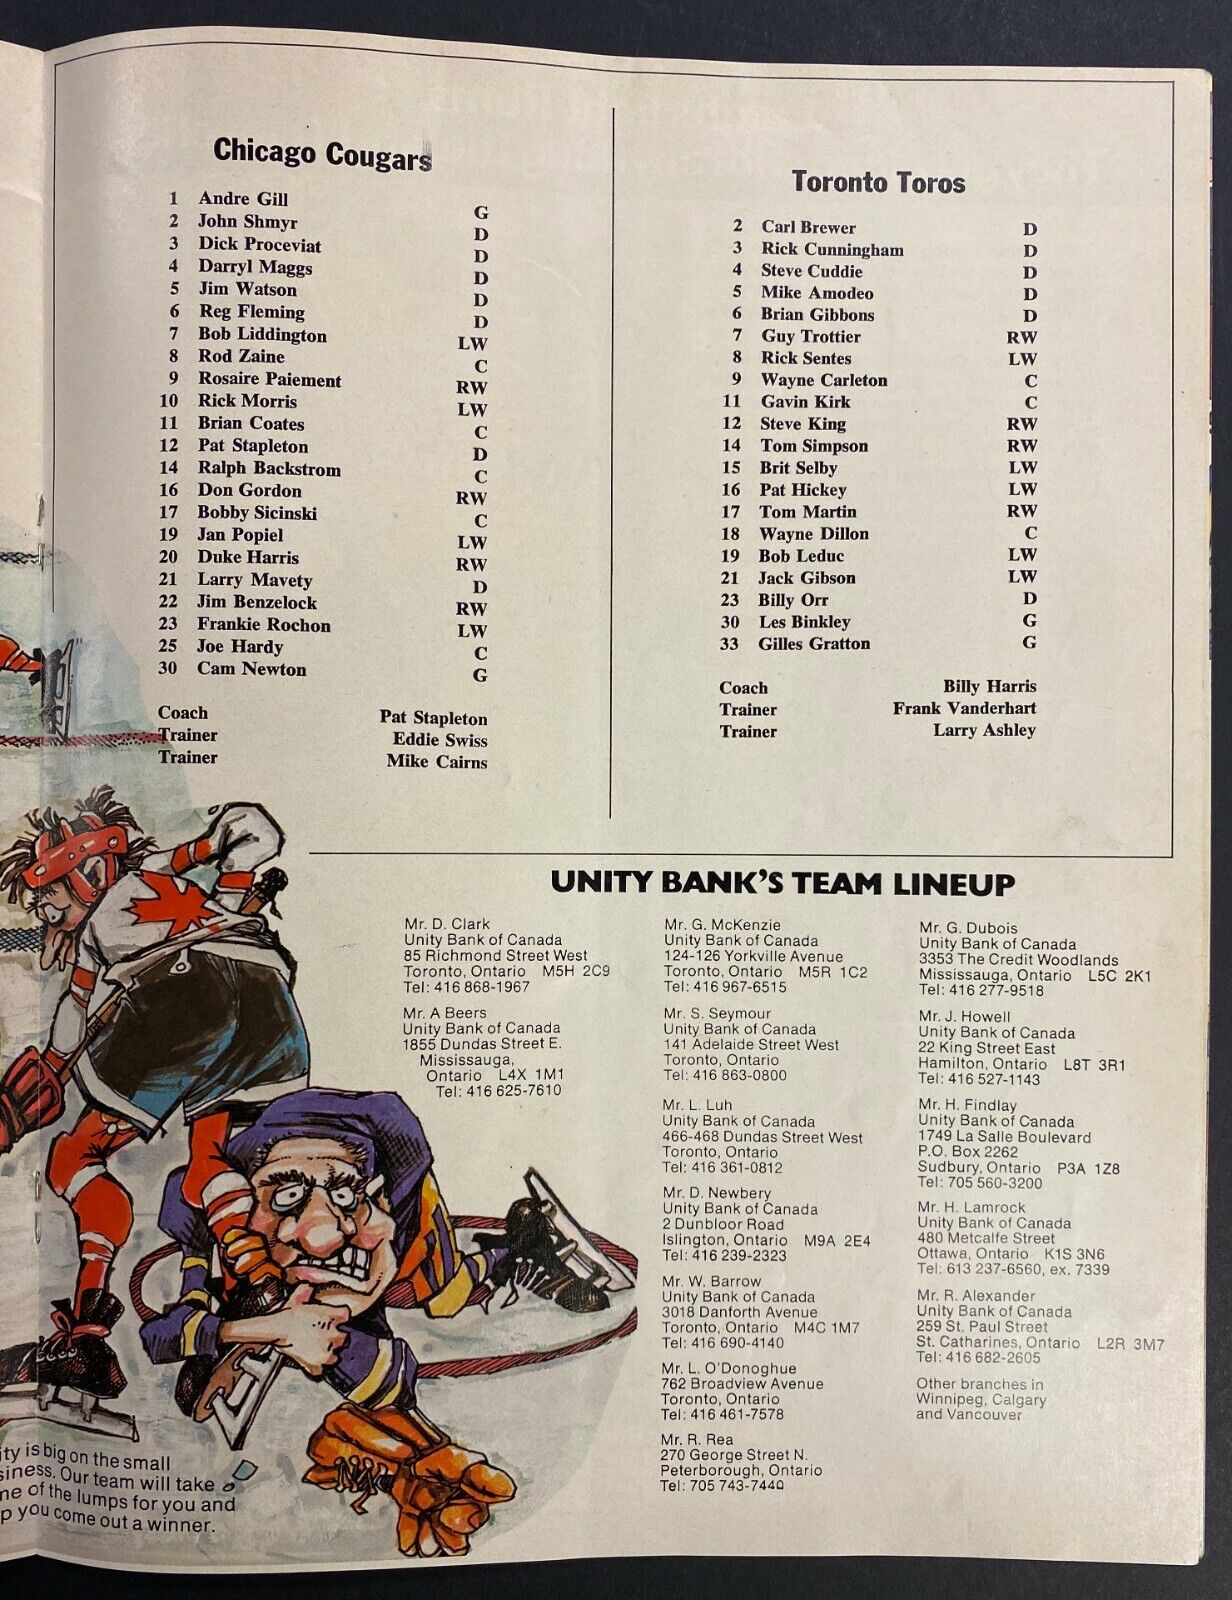 Chicago Cougars
1 Andre Gill G
2 John Shmyr D
3 Dick Proceviat D
4 Darryl Maggs D
5 Jim Watson D
6 Reg Fleming D
7 Bob Liddington LW
8 Rod Zaine C
9 Rosaire Paiement RW
10 Rick Morris LW
11 Brian Coates C
12 Pat Stapleton D
14 Ralph Backstrom C
16 Don Gordon RW
17 Bobby Sicinski C
19 Jan Popiel LW
20 Duke Harris RW
21 Larry Mavety D
22 Jim Benzelock RW
23 Frankie Rochon LW
25 Joe Hardy C
30 Cam Newton G
Coach Pat Stapleton
Trainer Eddie Swiss
Trainer Mike Cairns
Toronto Toros
2 Carl Brewer D
3 Rick Cunningham D
4 Steve Cuddie D
5 Mike Amodeo D
6 Brian Gibbons D
7 Guy Trottier RW
8 Rick Sentes LW
9 Wayne Carleton C
11 Gavin Kirk C
12 Steve King RW
14 Tom Simpson RW
15 Brit Selby LW
16 Pat Hickey LW
17 Tom Martin RW
18 Wayne Dillon C
19 Bob Leduc LW
21 Jack Gibson LW
23 Billy Orr D
30 Les Binkley G
33 Gilles Gratton G
Coach Billy Harris
Trainer Frank Vanderhart
Trainer Larry Ashley
UNITY BANK'S TEAM LINEUP
Mr. D. Clark
Unity Bank of Canada
85 Richmond Street West
Toronto, Ontario M5H 2C9
Tel: 416 868-1967
Mr. A Beers
Unity Bank of Canada
1855 Dundas Street E.
Mississauga,
Ontario L4X 1M1
Tel: 416 625-7610
Mr. G. McKenzie
Unity Bank of Canada
124-126 Yorkville Avenue
Toronto, Ontario M5R 1C2
Tel: 416 967-6515
Mr. S. Seymour
Unity Bank of Canada
141 Adelaide Street West
Toronto, Ontario
Tel: 416 863-0800
Mr. L. Luh
Unity Bank of Canada
466-468 Dundas Street West
Toronto, Ontario
Tel: 416 361-0812
Mr. D. Newbery
Unity Bank of Canada
2 Dunbloor Road
Islington, Ontario M9A 2E4
Tel: 416 239-2323
Mr. W. Barrow
Unity Bank of Canada
3018 Danforth Avenue
Toronto, Ontario M4C 1M7
Tel: 416 690-4140
Mr. L. O'Donoghue
762 Broadview Avenue
Toronto, Ontario
Tel: 416 461-7578
Mr. R. Rea
270 George Street N.
Peterborough, Ontario
Tel: 705 743-7440
Mr. G. Dubois
Unity Bank of Canada
3353 The Credit Woodlands
Mississauga, Ontario L5C 2K1
Tel: 416 277-9518
Mr. J. Howell
Unity Bank of Canada
22 King Street East
Hamilton, Ontario L8T 3R1
Tel: 416 527-1143
Mr. H. Findlay
Unity Bank of Canada
1749 La Salle Boulevard
P.O. Box 2262
Sudbury, Ontario P3A 1Z8
Tel: 705 560-3200
Mr. H. Lamrock
Unity Bank of Canada
480 Metcalfe Street
Ottawa, Ontario K1S 3N6
Tel: 613 237-6560, ex. 7339
Mr. R. Alexander
Unity Bank of Canada
259 St. Paul Street
St. Catharines, Ontario L2R 3M7
Tel: 416 682-2605
Other branches in
Winnipeg, Calgary
and Vancouver
ity is big on the small
siness. Our team will take
me of the lumps for you and
p you come out a winner.